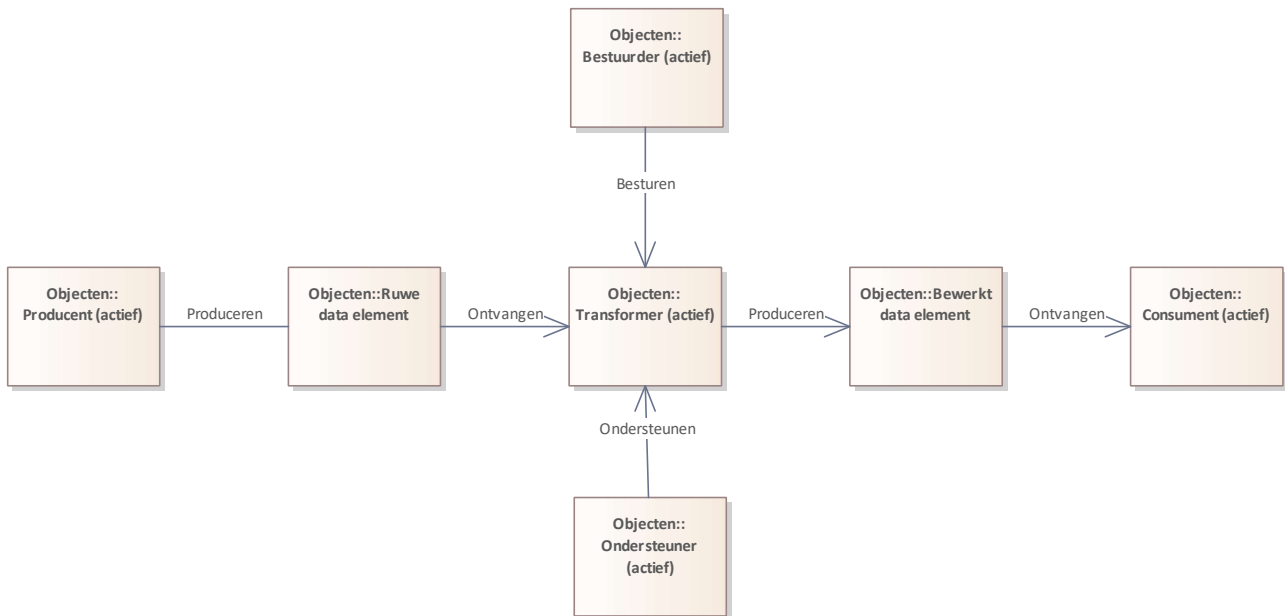 Objecten::
Bestuurder (actief)
Besturen
Objecten::
Producent (actief)
Produceren
Objecten::Ruwe
data element
Ontvangen
Objecten::
Transformer (actief)
Produceren
Objecten::Bewerkt
data element
Ontvangen
Objecten::
Consument (actief)
Ondersteunen
Objecten::
Ondersteuner
(actief)